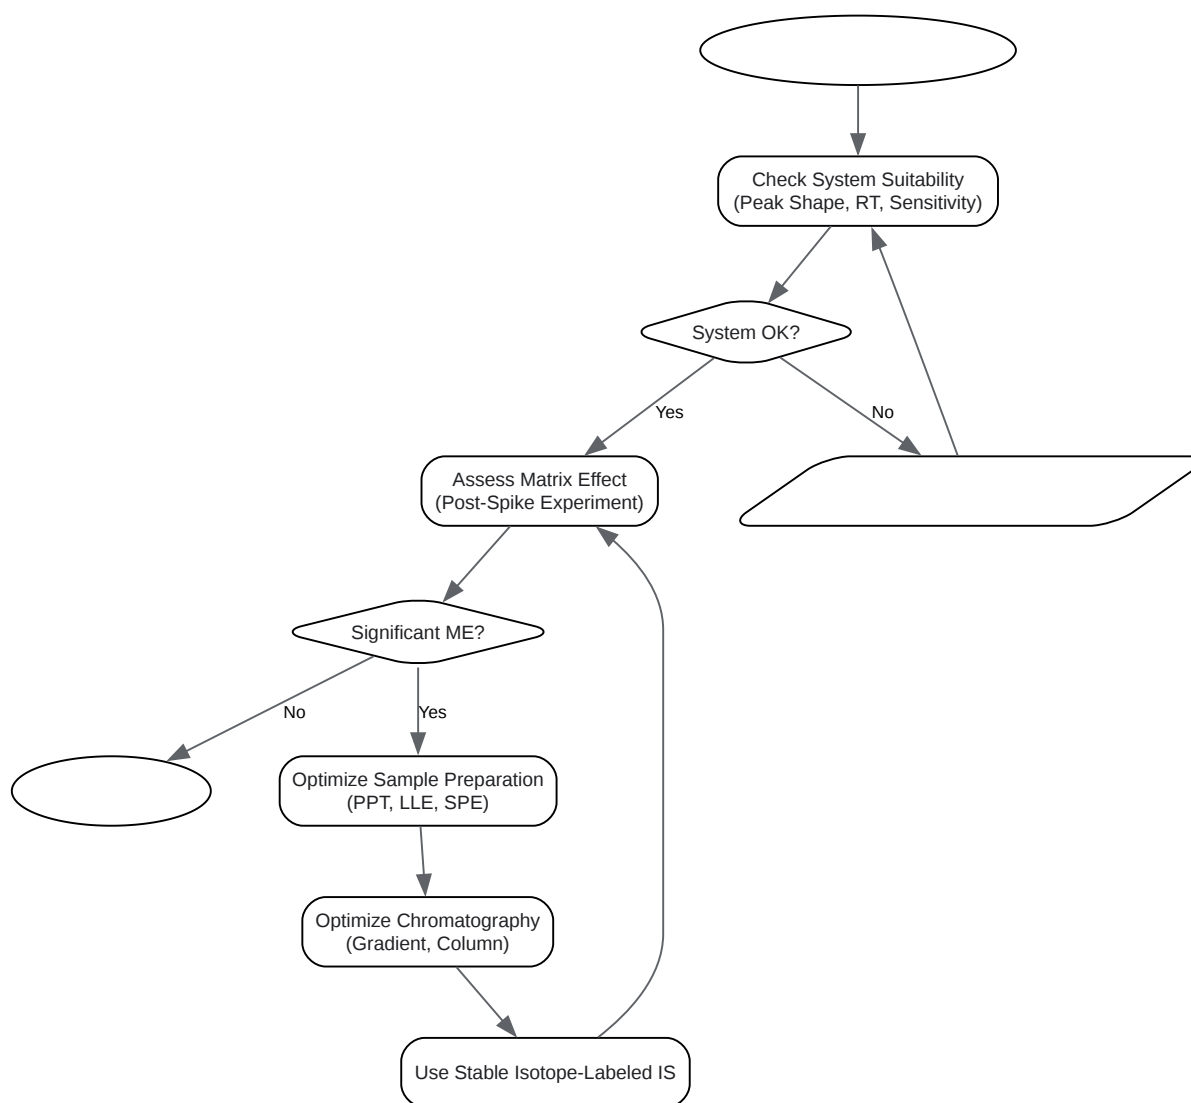 Check System Suitability
(Peak Shape, RT, Sensitivity)
System OK?
Yes
No
Assess Matrix Effect
(Post-Spike Experiment)
Significant ME?
No
Yes
Optimize Sample Preparation
(PPT, LLE, SPE)
Optimize Chromatography
(Gradient, Column)
Use Stable Isotope-Labeled IS